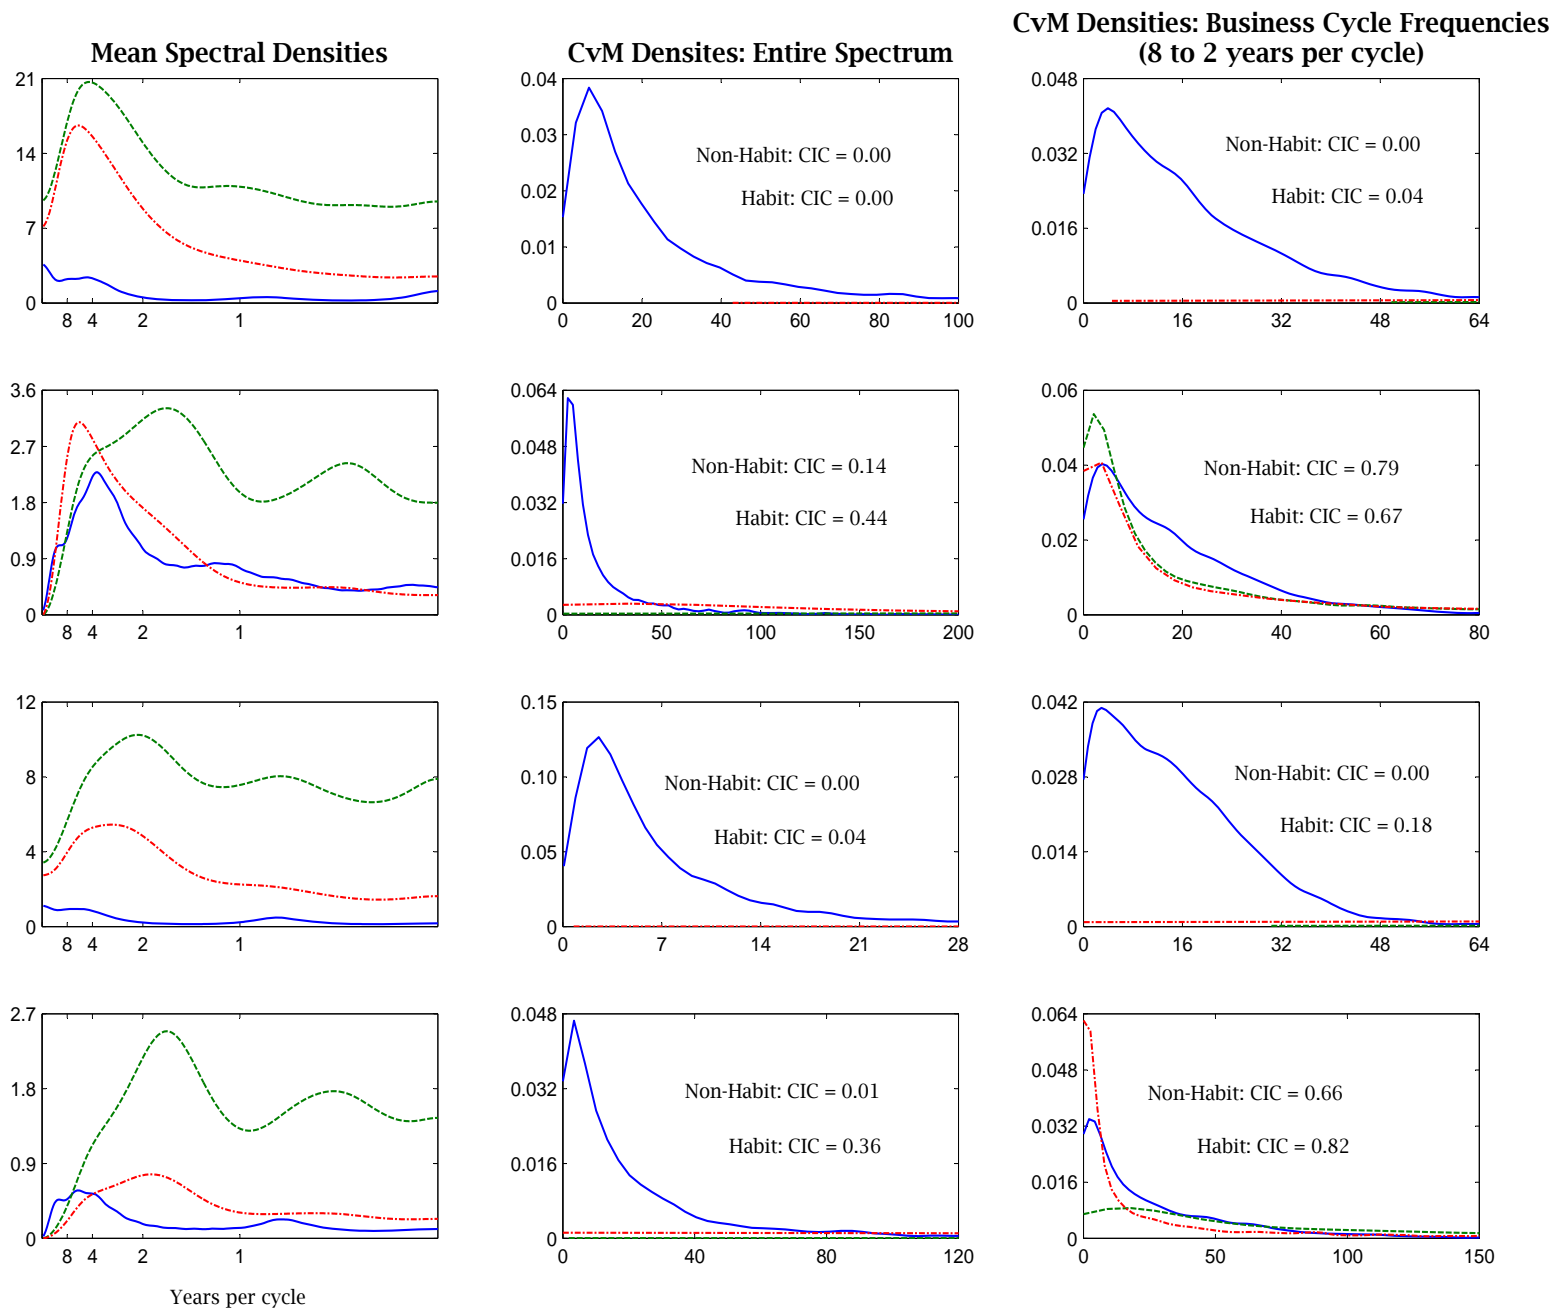 Mean Spectral Densities
CvM Densites: Entire Spectrum
CvM Densities: Business Cycle Frequencies
(8 to 2 years per cycle)
21
14
7
0
8 4 2 1
0.04
0.03
0.02
0.01
0
0 20 40 60 80 100
Non-Habit: CIC = 0.00
Habit: CIC = 0.00
0.048
0.032
0.016
0
0 16 32 48 64
Non-Habit: CIC = 0.00
Habit: CIC = 0.04
3.6
2.7
1.8
0.9
0
8 4 2 1
0.064
0.048
0.032
0.016
0
0 50 100 150 200
Non-Habit: CIC = 0.14
Habit: CIC = 0.44
0.06
0.04
0.02
0
0 20 40 60 80
Non-Habit: CIC = 0.79
Habit: CIC = 0.67
12
8
4
0
8 4 2 1
0.15
0.10
0.05
0
0 7 14 21 28
Non-Habit: CIC = 0.00
Habit: CIC = 0.04
0.042
0.028
0.014
0
0 16 32 48 64
Non-Habit: CIC = 0.00
Habit: CIC = 0.18
2.7
1.8
0.9
0
8 4 2 1
Years per cycle
0.048
0.032
0.016
0
0 40 80 120
Non-Habit: CIC = 0.01
Habit: CIC = 0.36
0.064
0.048
0.032
0.016
0
0 50 100 150
Non-Habit: CIC = 0.66
Habit: CIC = 0.82